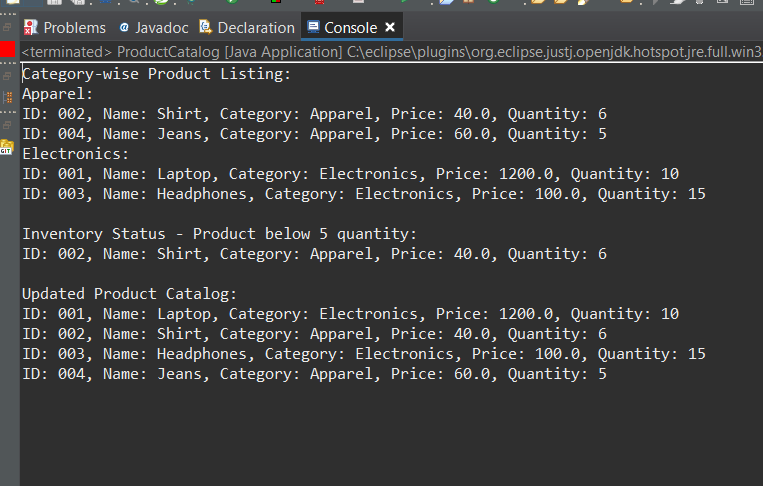 Problems @ Javadoc Declaration Console
<terminated> ProductCatalog [Java Application] C:\eclipse\plugins\org.eclipse.justj.openjdk.hotspot.jre.full.win3
Category-wise Product Listing:
Apparel:
ID: 002, Name: Shirt, Category: Apparel, Price: 40.0, Quantity: 6
ID: 004, Name: Jeans, Category: Apparel, Price: 60.0, Quantity: 5
Electronics:
ID: 001, Name: Laptop, Category: Electronics, Price: 1200.0, Quantity: 10
ID: 003, Name: Headphones, Category: Electronics, Price: 100.0, Quantity: 15
Inventory Status - Product below 5 quantity:
ID: 002, Name: Shirt, Category: Apparel, Price: 40.0, Quantity: 6
Updated Product Catalog:
ID: 001, Name: Laptop, Category: Electronics, Price: 1200.0, Quantity: 10
ID: 002, Name: Shirt, Category: Apparel, Price: 40.0, Quantity: 6
ID: 003, Name: Headphones, Category: Electronics, Price: 100.0, Quantity: 15
ID: 004, Name: Jeans, Category: Apparel, Price: 60.0, Quantity: 5
GIT